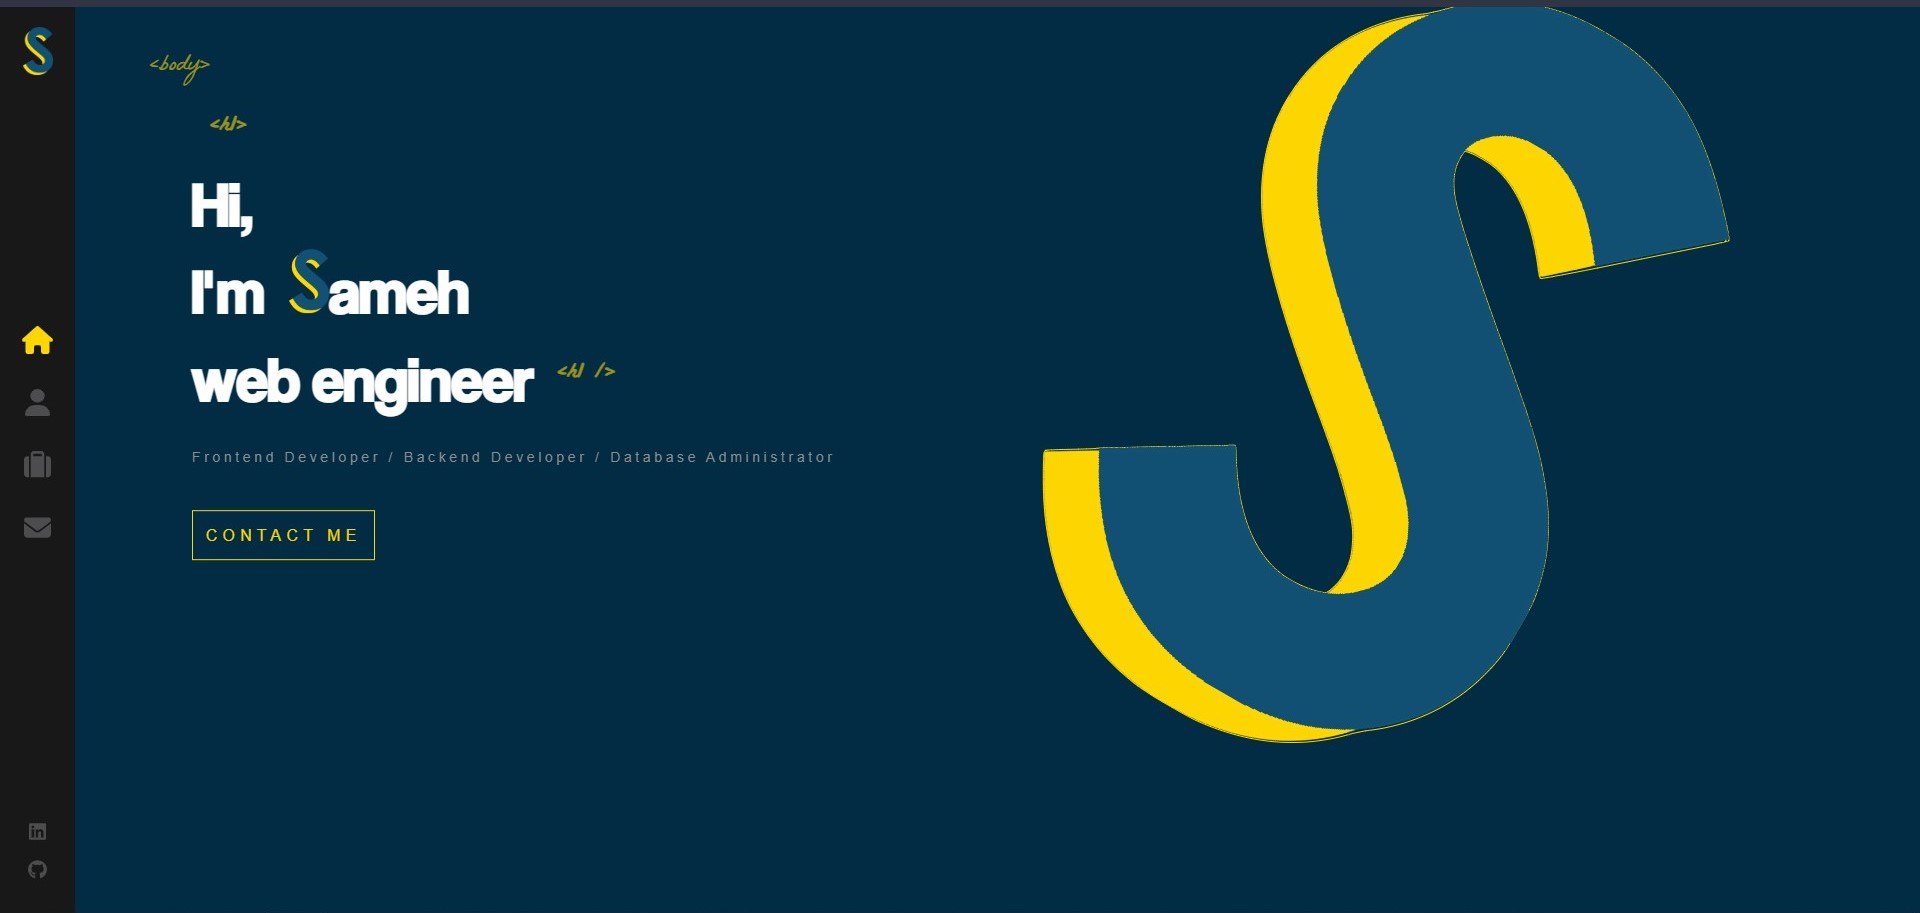 <body>
<h1>
Hi,
I'm Sameh
web engineer <h1 />
Frontend Developer / Backend Developer / Database Administrator
CONTACT ME
S